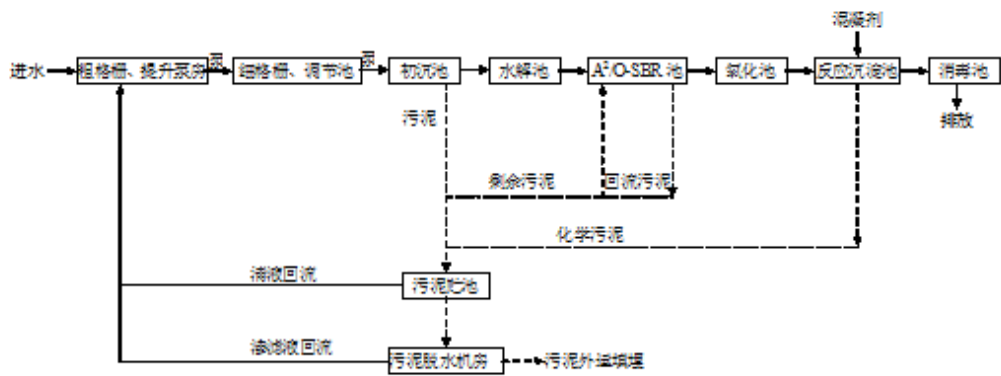 混凝剂
进水
粗格栅、提升泵房
泵
细格栅、调节池
泵
初沉池
水解池
A²/O-SBR 池
氧化池
反应沉淀池
消毒池
污泥
排放
剩余污泥
回流污泥
化学污泥
污泥贮池
滤液回流
渗滤液回流
污泥脱水机房
污泥外运填埋